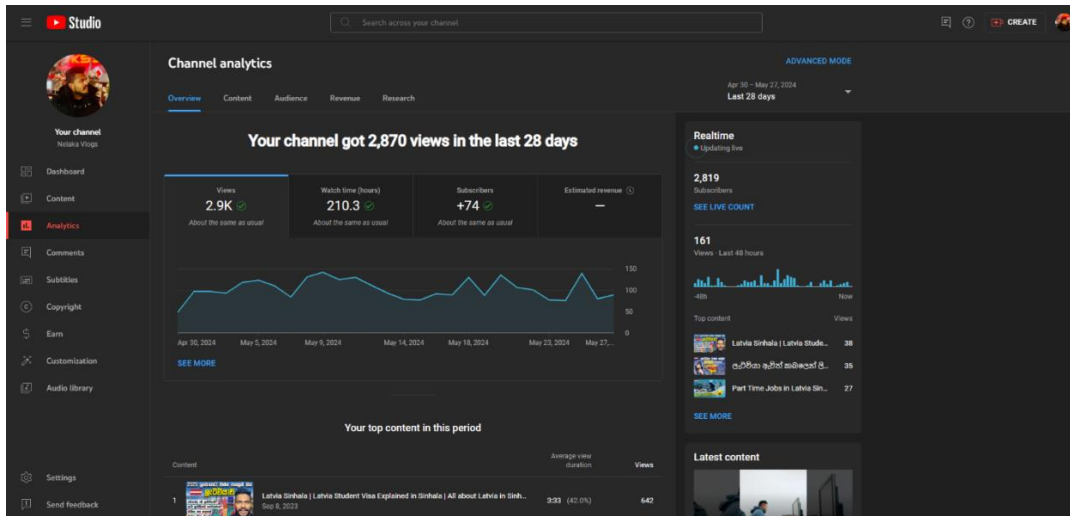 Studio
Search across your channel
CREATE
Your channel
Nelaka Vlogs
Dashboard
Content
Analytics
Comments
Subtitles
Copyright
Earn
Customization
Audio library
Settings
Send feedback
Channel analytics
ADVANCED MODE
Overview Content Audience Revenue Research
Apr 30 – May 27, 2024
Last 28 days
Your channel got 2,870 views in the last 28 days
Views
2.9K
About the same as usual
Watch time (hours)
210.3
About the same as usual
Subscribers
+74
About the same as usual
Estimated revenue
—
150
100
50
0
Apr 30, 2024 May 5, 2024 May 9, 2024 May 14, 2024 May 18, 2024 May 23, 2024 May 27,...
SEE MORE
Your top content in this period
Content Average view duration Views
1 Latvia Sinhala | Latvia Student Visa Explained in Sinhala | All about Latvia in Sinh... 3:33 (42.0%) 642
Sep 8, 2023
Realtime
Updating live
2,819
Subscribers
SEE LIVE COUNT
161
Views · Last 48 hours
-48h Now
Top content Views
Latvia Sinhala | Latvia Stude... 38
35
Part Time Jobs in Latvia Sin... 27
SEE MORE
Latest content